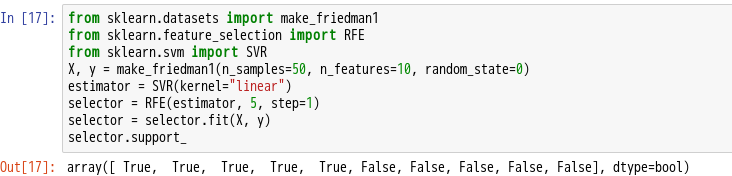 In [17]: from sklearn.datasets import make_friedman1
from sklearn.feature_selection import RFE
from sklearn.svm import SVR
X, y = make_friedman1(n_samples=50, n_features=10, random_state=0)
estimator = SVR(kernel="linear")
selector = RFE(estimator, 5, step=1)
selector = selector.fit(X, y)
selector.support_
Out[17]: array([ True,  True,  True,  True,  True, False, False, False, False, False], dtype=bool)